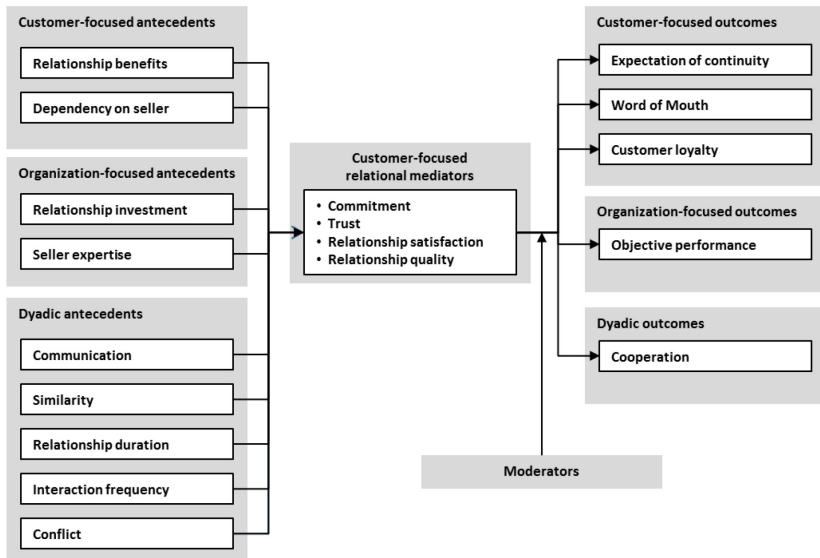 Customer-focused antecedents
Relationship benefits
Dependency on seller
Organization-focused antecedents
Relationship investment
Seller expertise
Dyadic antecedents
Communication
Similarity
Relationship duration
Interaction frequency
Conflict
Customer-focused
relational mediators
• Commitment
• Trust
• Relationship satisfaction
• Relationship quality
Moderators
Customer-focused outcomes
Expectation of continuity
Word of Mouth
Customer loyalty
Organization-focused outcomes
Objective performance
Dyadic outcomes
Cooperation